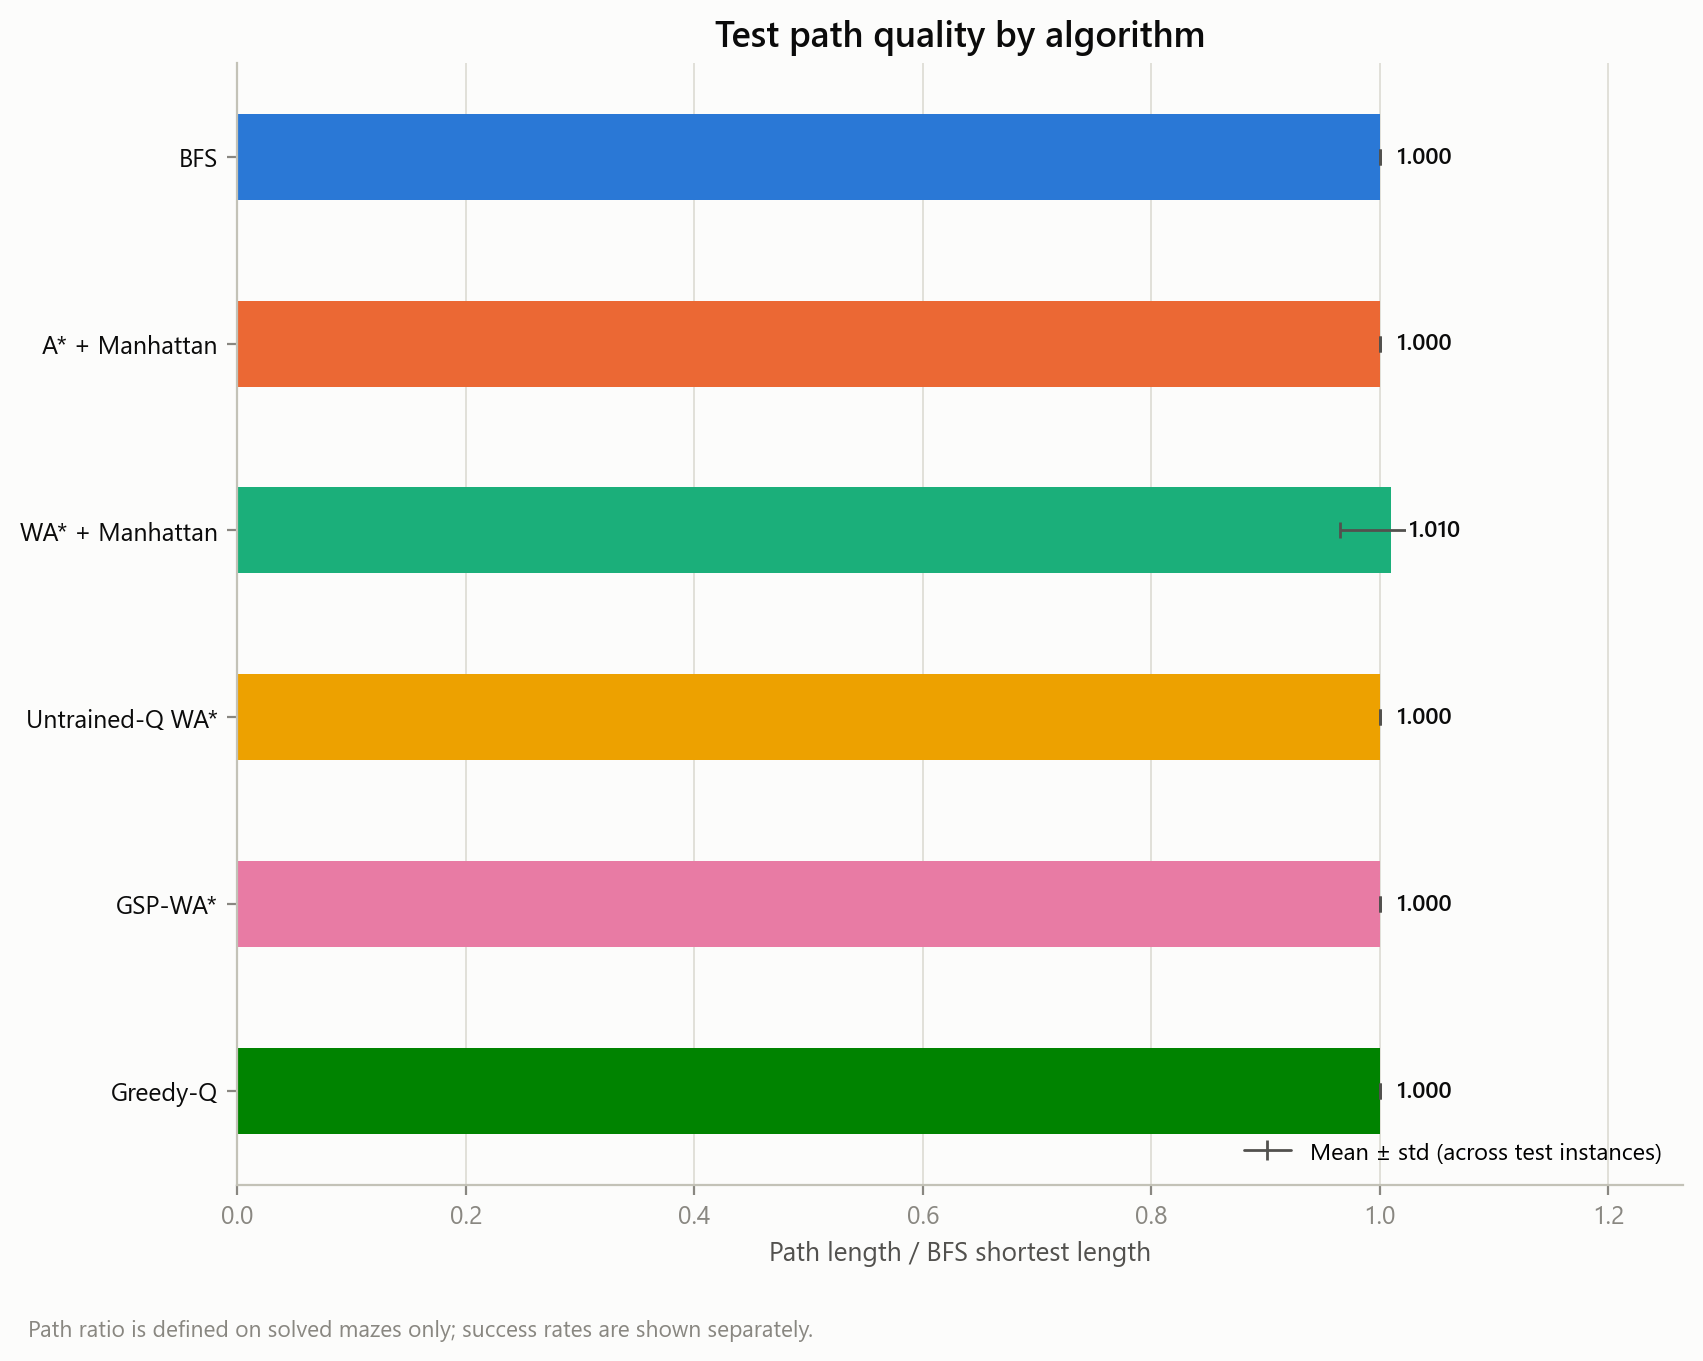 Test path quality by algorithm
BFS
1.000
A* + Manhattan
1.000
WA* + Manhattan
1.010
Untrained-Q WA*
1.000
GSP-WA*
1.000
Greedy-Q
1.000
Mean ± std (across test instances)
0.0 0.2 0.4 0.6 0.8 1.0 1.2
Path length / BFS shortest length
Path ratio is defined on solved mazes only; success rates are shown separately.